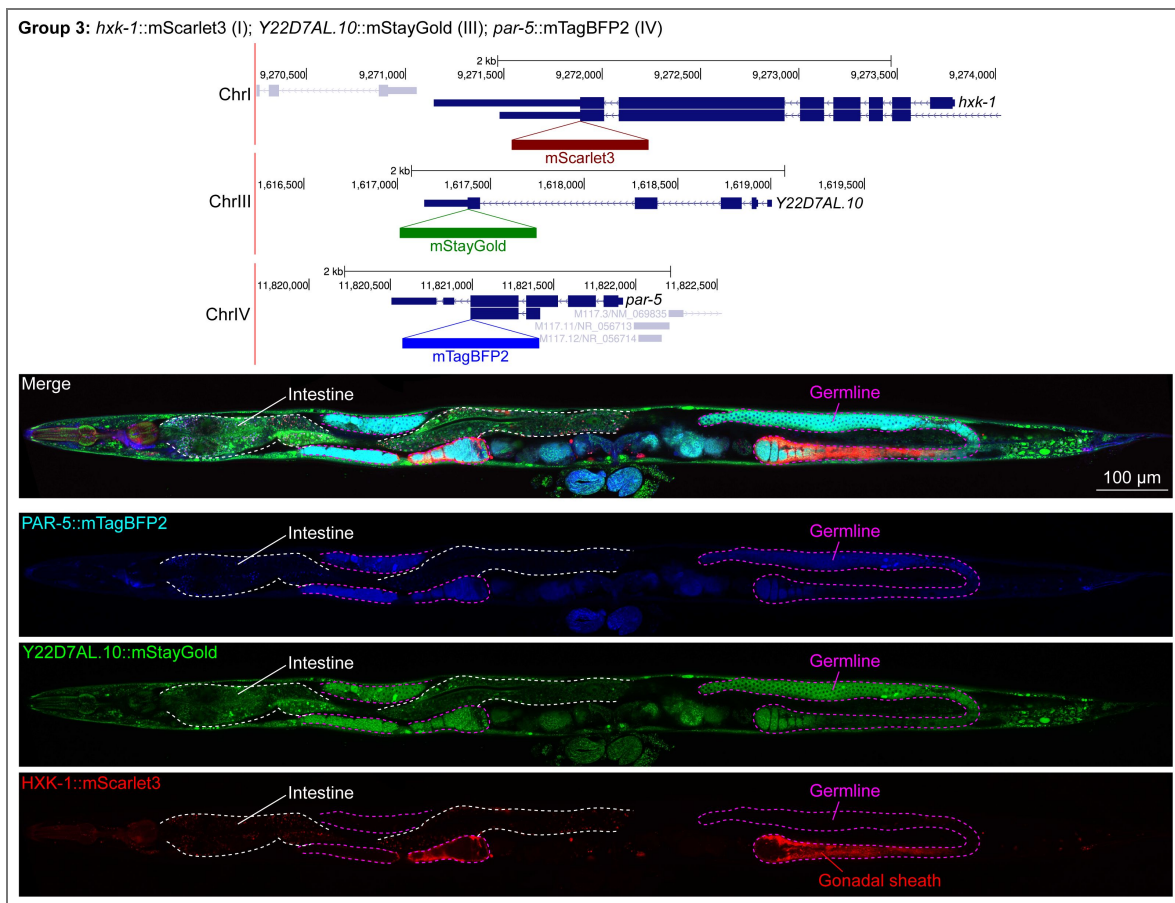 Group 3: hxk-1::mScarlet3 (I); Y22D7AL.10::mStayGold (III); par-5::mTagBFP2 (IV)
2 kb
9,270,500 9,271,000 9,271,500 9,272,000 9,272,500 9,273,000 9,273,500 9,274,000
ChrI
hxk-1
mScarlet3
2 kb
1,616,500 1,617,000 1,617,500 1,618,000 1,618,500 1,619,000 1,619,500
ChrIII
Y22D7AL.10
mStayGold
2 kb
11,820,000 11,820,500 11,821,000 11,821,500 11,822,000 11,822,500
par-5
ChrIV
M117.3/NM_069835
M117.11/NR_056713
M117.12/NR_056714
mTagBFP2
Merge
Intestine
Germline
100 µm
PAR-5::mTagBFP2
Intestine
Germline
Y22D7AL.10::mStayGold
Intestine
Germline
HXK-1::mScarlet3
Intestine
Germline
Gonadal sheath